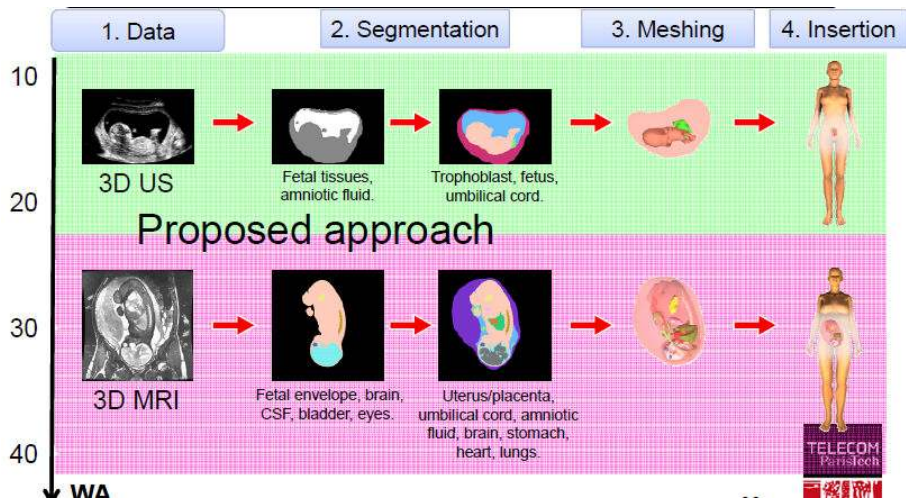 1. Data
2. Segmentation
3. Meshing
4. Insertion
10
3D US
Fetal tissues,
amniotic fluid.
Trophoblast, fetus,
umbilical cord.
20
Proposed approach
30
3D MRI
Fetal envelope, brain,
CSF, bladder, eyes.
Uterus/placenta,
umbilical cord, amniotic
fluid, brain, stomach,
heart, lungs.
40
TELECOM
ParisTech
WA